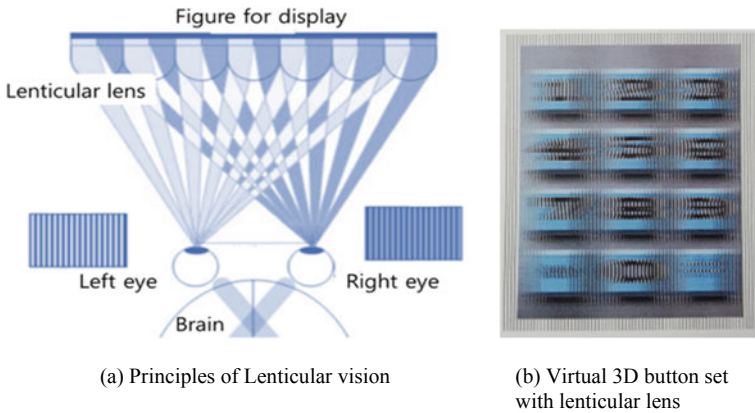 Figure for display
Lenticular lens
Left eye
Right eye
Brain
(a) Principles of Lenticular vision
(b) Virtual 3D button set
with lenticular lens